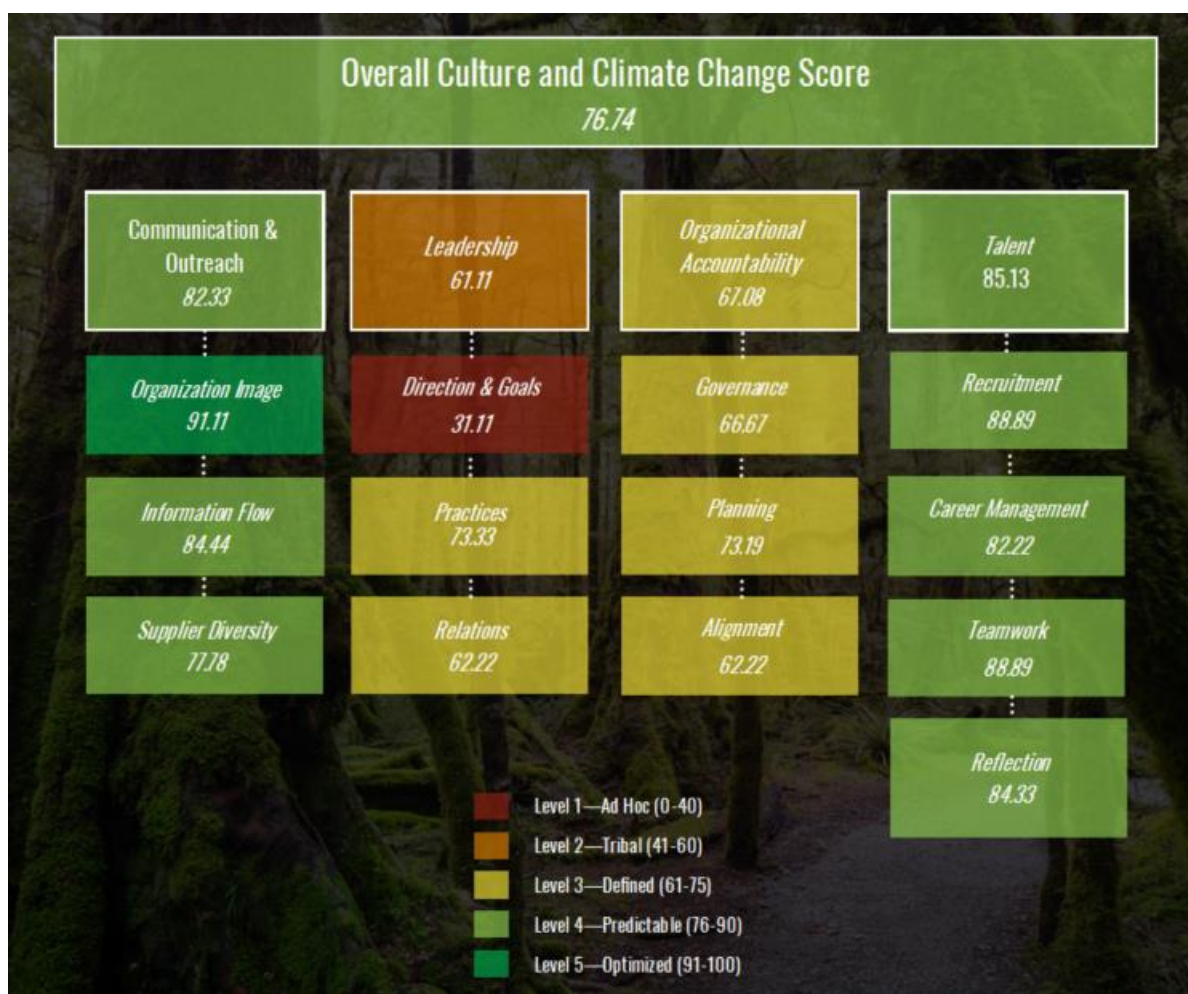 Overall Culture and Climate Change Score
76.74
Communication &
Outreach
82.33
Organization Image
91.11
Information Flow
84.44
Supplier Diversity
77.78
Leadership
61.11
Direction & Goals
31.11
Practices
73.33
Relations
62.22
Organizational
Accountability
67.08
Governance
66.67
Planning
73.19
Alignment
62.22
Talent
85.13
Recruitment
88.89
Career Management
82.22
Teamwork
88.89
Reflection
84.33
Level 1—Ad Hoc (0-40)
Level 2—Tribal (41-60)
Level 3—Defined (61-75)
Level 4—Predictable (76-90)
Level 5—Optimized (91-100)